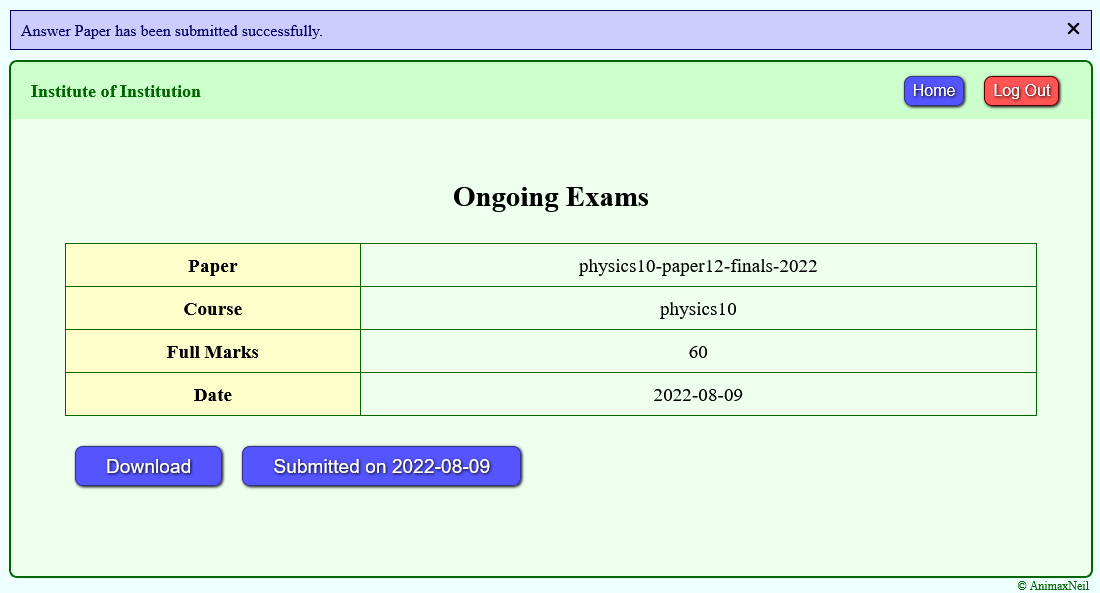 Answer Paper has been submitted successfully. ✕
Institute of Institution Home Log Out
Ongoing Exams
Paper physics10-paper12-finals-2022
Course physics10
Full Marks 60
Date 2022-08-09
Download Submitted on 2022-08-09
© AnimaxNeil